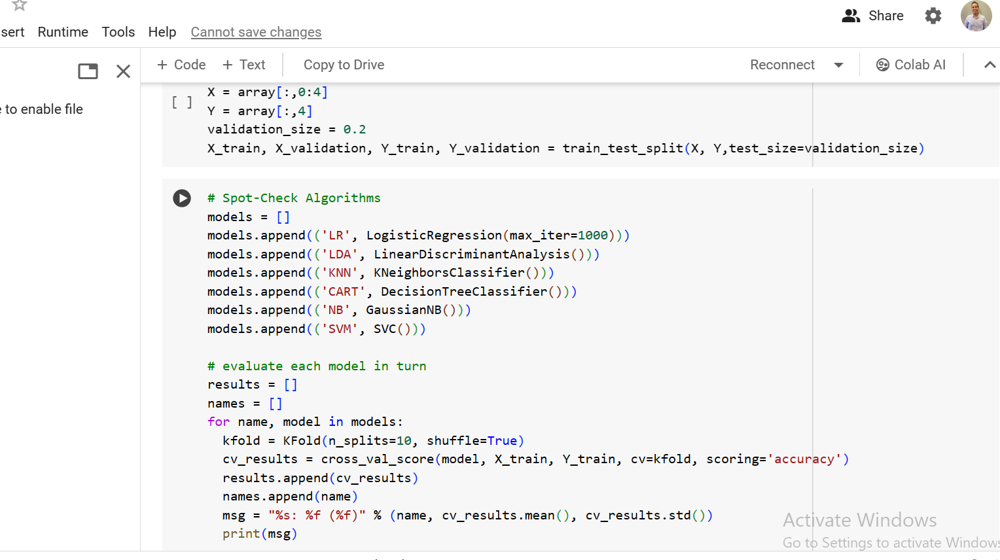 Share
sert Runtime Tools Help Cannot save changes
+ Code + Text Copy to Drive Reconnect Colab AI
e to enable file
[ ]
X = array[:,0:4]
Y = array[:,4]
validation_size = 0.2
X_train, X_validation, Y_train, Y_validation = train_test_split(X, Y,test_size=validation_size)
# Spot-Check Algorithms
models = []
models.append(('LR', LogisticRegression(max_iter=1000)))
models.append(('LDA', LinearDiscriminantAnalysis()))
models.append(('KNN', KNeighborsClassifier()))
models.append(('CART', DecisionTreeClassifier()))
models.append(('NB', GaussianNB()))
models.append(('SVM', SVC()))
# evaluate each model in turn
results = []
names = []
for name, model in models:
kfold = KFold(n_splits=10, shuffle=True)
cv_results = cross_val_score(model, X_train, Y_train, cv=kfold, scoring='accuracy')
results.append(cv_results)
names.append(name)
msg = "%s: %f (%f)" % (name, cv_results.mean(), cv_results.std())
print(msg)
Activate Windows
Go to Settings to activate Windows